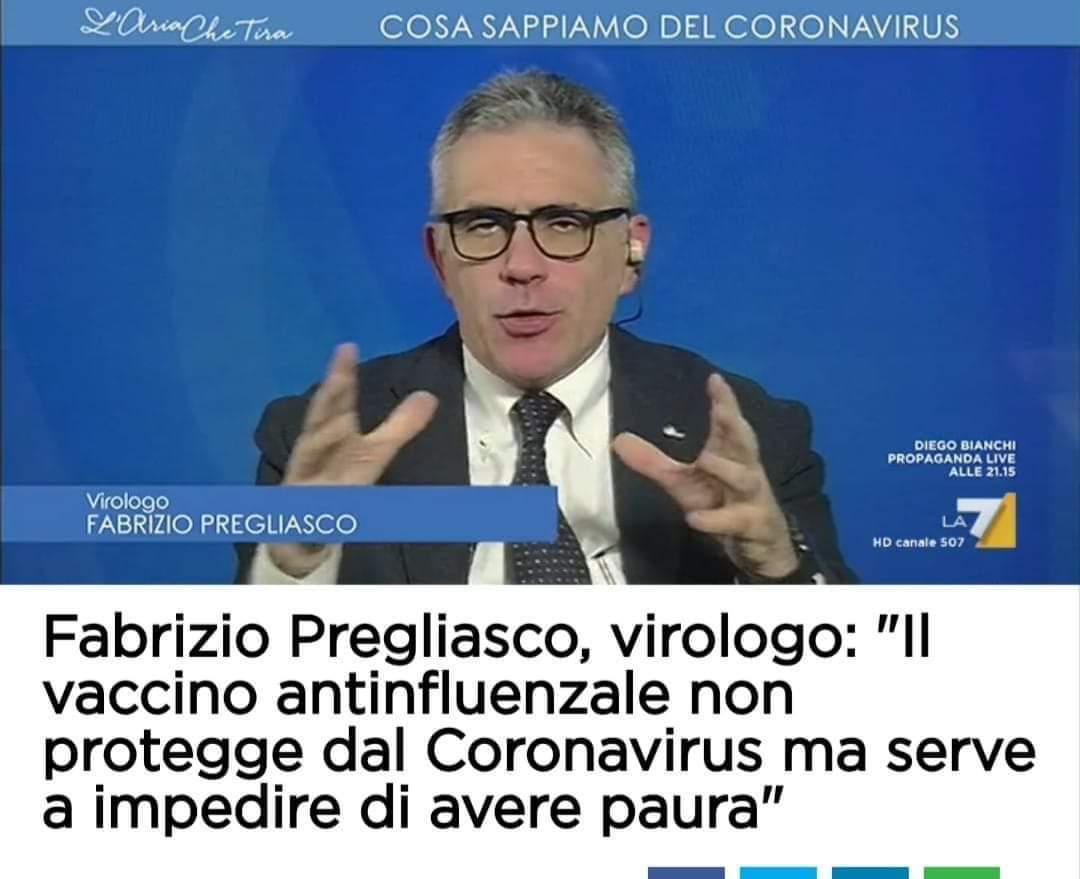 L'Aria Che Tira
COSA SAPPIAMO DEL CORONAVIRUS
DIEGO BIANCHI
PROPAGANDA LIVE
ALLE 21.15
LA7
HD canale 507
Virologo
FABRIZIO PREGLIASCO
Fabrizio Pregliasco, virologo: "Il
vaccino antinfluenzale non
protegge dal Coronavirus ma serve
a impedire di avere paura"